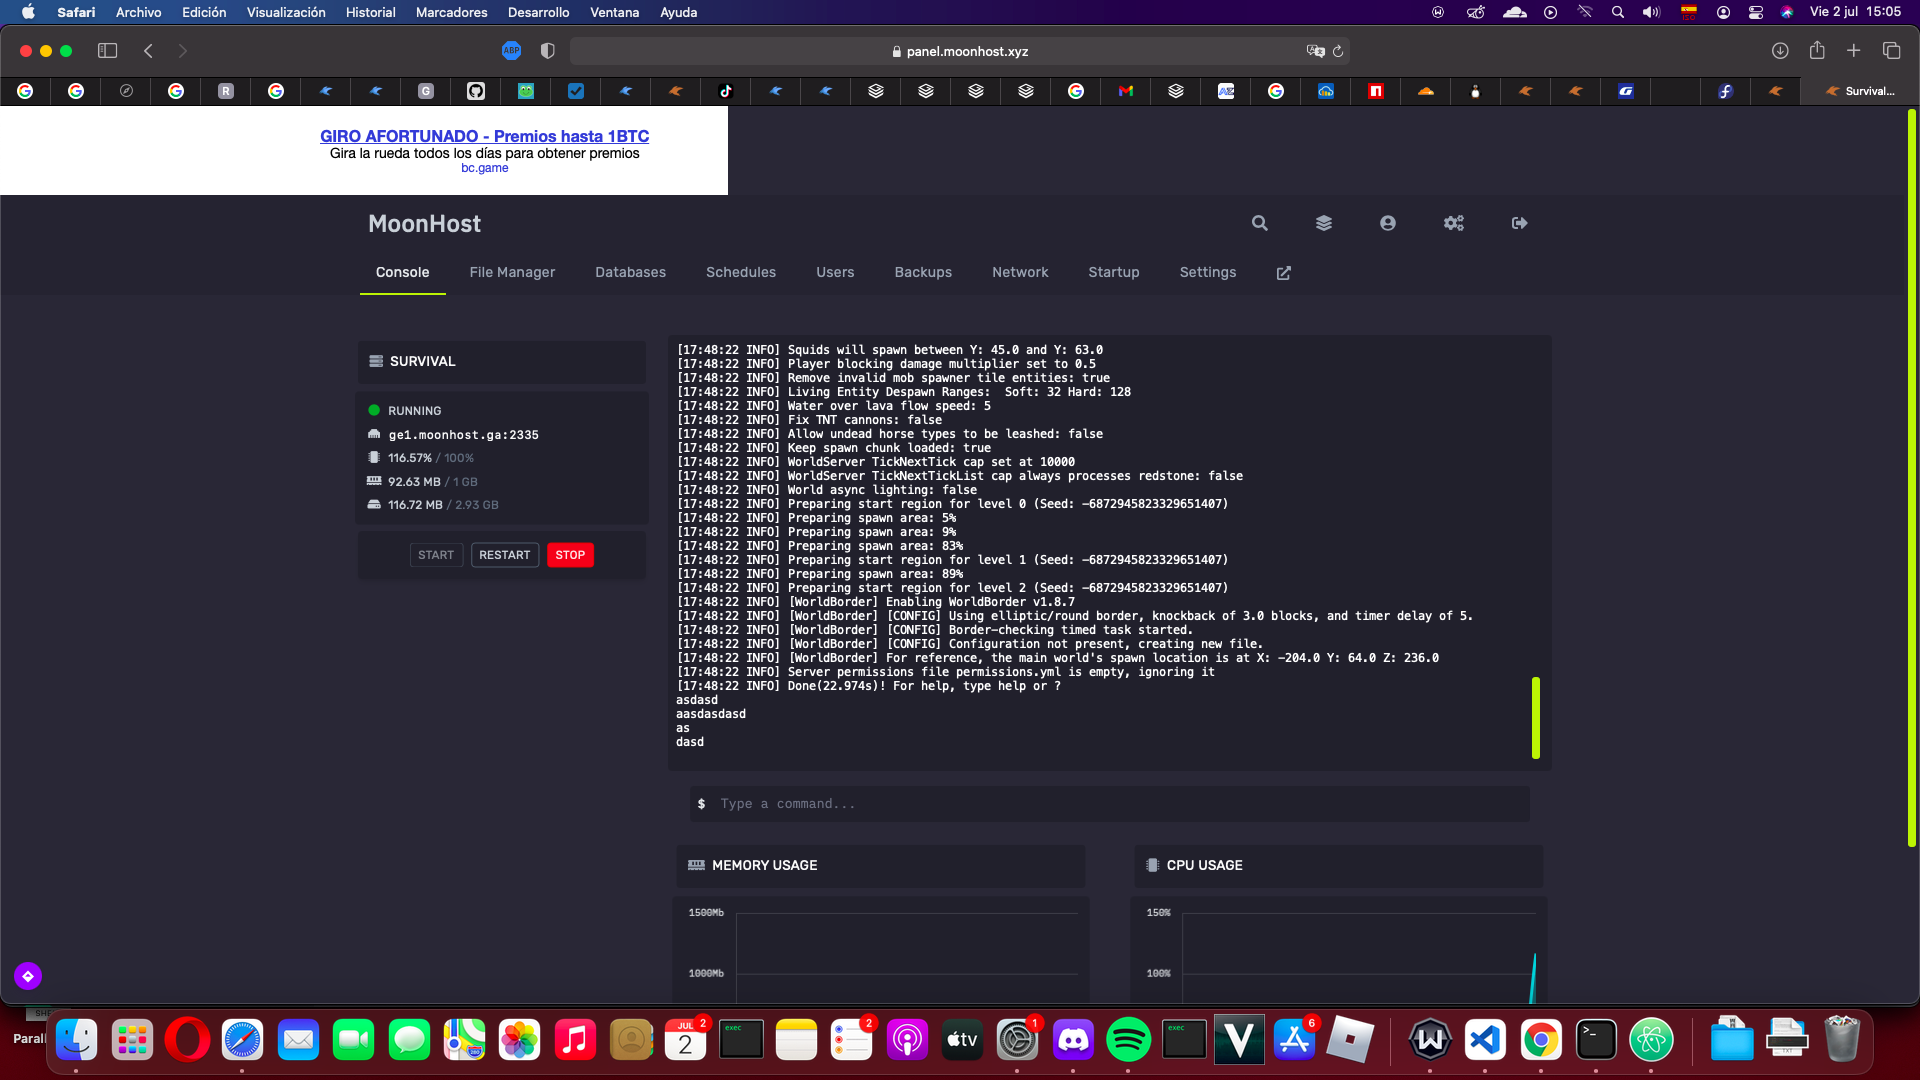 Safari Archivo Edición Visualización Historial Marcadores Desarrollo Ventana Ayuda
Vie 2 jul 15:05
ABP
panel.moonhost.xyz
Survival...
GIRO AFORTUNADO - Premios hasta 1BTC
Gira la rueda todos los días para obtener premios
bc.game
MoonHost
Console File Manager Databases Schedules Users Backups Network Startup Settings
SURVIVAL
RUNNING
ge1.moonhost.ga:2335
116.57% / 100%
92.63 MB / 1 GB
116.72 MB / 2.93 GB
START RESTART STOP
[17:48:22 INFO] Squids will spawn between Y: 45.0 and Y: 63.0
[17:48:22 INFO] Player blocking damage multiplier set to 0.5
[17:48:22 INFO] Remove invalid mob spawner tile entities: true
[17:48:22 INFO] Living Entity Despawn Ranges:  Soft: 32 Hard: 128
[17:48:22 INFO] Water over lava flow speed: 5
[17:48:22 INFO] Fix TNT cannons: false
[17:48:22 INFO] Allow undead horse types to be leashed: false
[17:48:22 INFO] Keep spawn chunk loaded: true
[17:48:22 INFO] WorldServer TickNextTick cap set at 10000
[17:48:22 INFO] WorldServer TickNextTickList cap always processes redstone: false
[17:48:22 INFO] World async lighting: false
[17:48:22 INFO] Preparing start region for level 0 (Seed: -6872945823329651407)
[17:48:22 INFO] Preparing spawn area: 5%
[17:48:22 INFO] Preparing spawn area: 9%
[17:48:22 INFO] Preparing spawn area: 83%
[17:48:22 INFO] Preparing start region for level 1 (Seed: -6872945823329651407)
[17:48:22 INFO] Preparing spawn area: 89%
[17:48:22 INFO] Preparing start region for level 2 (Seed: -6872945823329651407)
[17:48:22 INFO] [WorldBorder] Enabling WorldBorder v1.8.7
[17:48:22 INFO] [WorldBorder] [CONFIG] Using elliptic/round border, knockback of 3.0 blocks, and timer delay of 5.
[17:48:22 INFO] [WorldBorder] [CONFIG] Border-checking timed task started.
[17:48:22 INFO] [WorldBorder] [CONFIG] Configuration not present, creating new file.
[17:48:22 INFO] [WorldBorder] For reference, the main world's spawn location is at X: -204.0 Y: 64.0 Z: 236.0
[17:48:22 INFO] Server permissions file permissions.yml is empty, ignoring it
[17:48:22 INFO] Done(22.974s)! For help, type help or ?
asdasd
aasdasdasd
as
dasd
$ Type a command...
MEMORY USAGE
1500Mb
1000Mb
CPU USAGE
150%
100%
Parall
JUL 2
2
exec
2
tv
1
exec
6
TXT